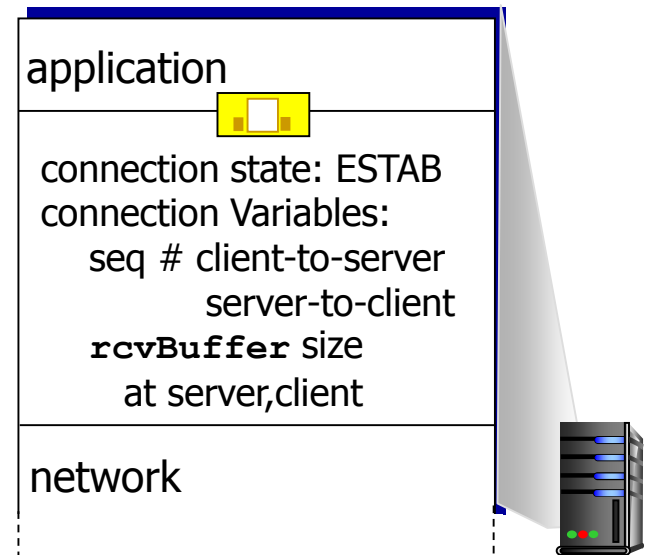 application
connection state: ESTAB
connection Variables:
seq # client-to-server
server-to-client
rcvBuffer size
at server,client
network